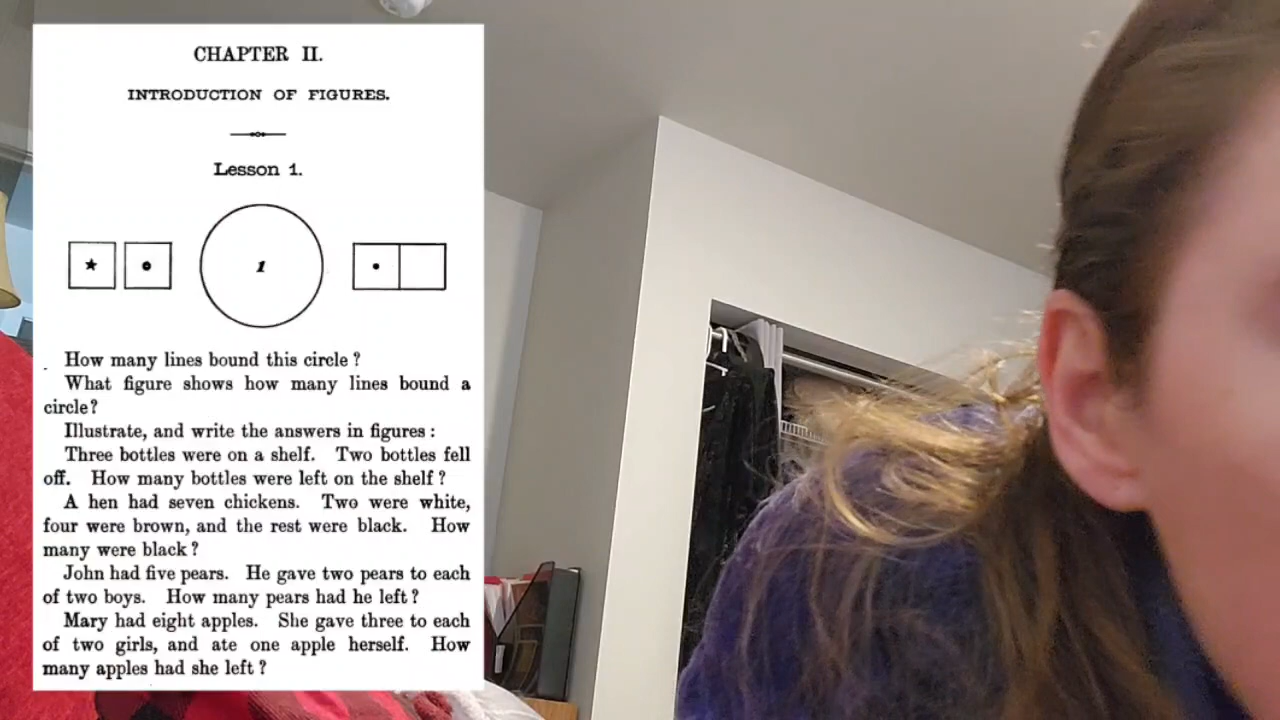 CHAPTER II.
INTRODUCTION OF FIGURES.
Lesson 1.
1
How many lines bound this circle?
What figure shows how many lines bound a
circle?
Illustrate, and write the answers in figures:
Three bottles were on a shelf. Two bottles fell
off. How many bottles were left on the shelf?
A hen had seven chickens. Two were white,
four were brown, and the rest were black. How
many were black?
John had five pears. He gave two pears to each
of two boys. How many pears had he left?
Mary had eight apples. She gave three to each
of two girls, and ate one apple herself. How
many apples had she left?